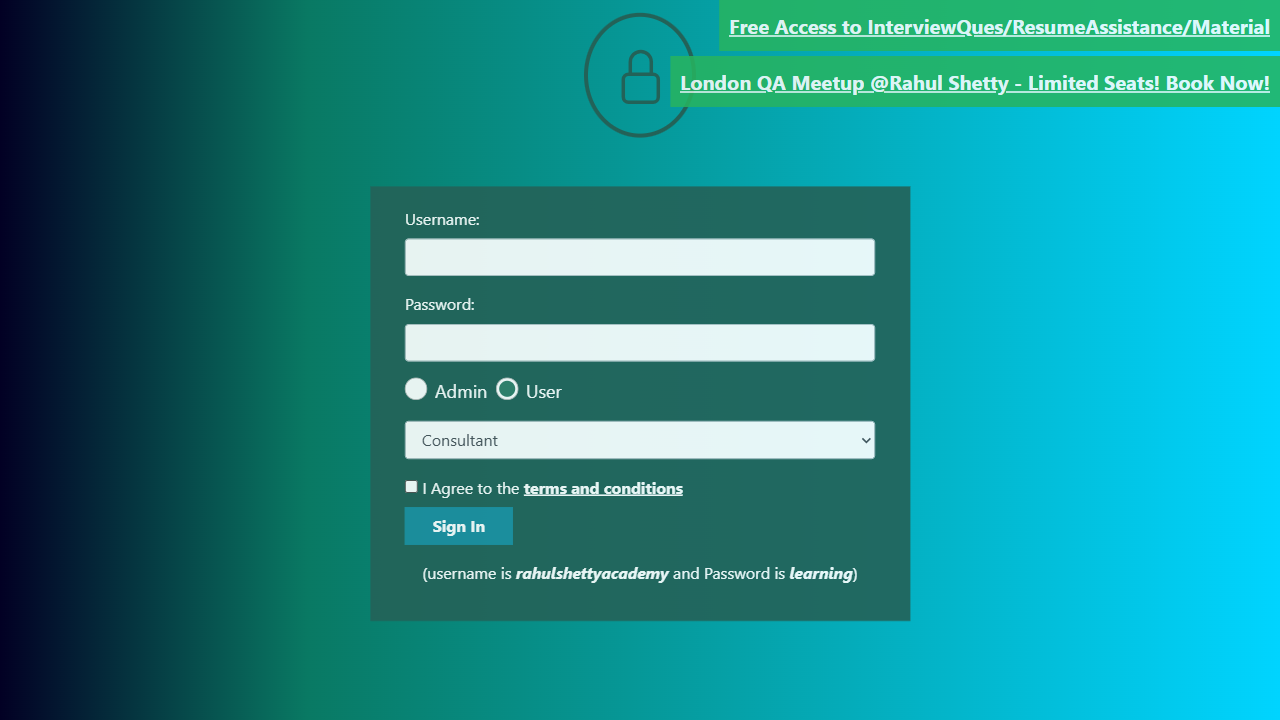 Free Access to InterviewQues/ResumeAssistance/Material
London QA Meetup @Rahul Shetty - Limited Seats! Book Now!
Username:
Password:
Admin User
Consultant
I Agree to the terms and conditions
Sign In
(username is rahulshettyacademy and Password is learning)